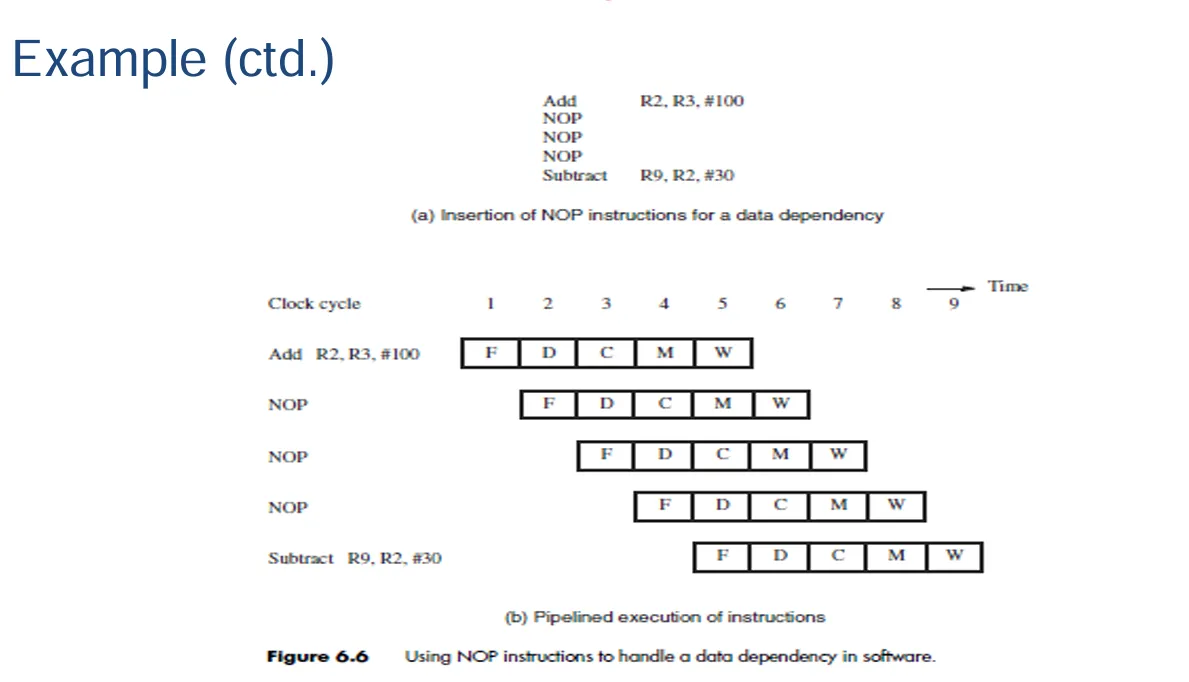 Example (ctd.)
Add R2, R3, #100
NOP
NOP
NOP
Subtract R9, R2, #30
(a) Insertion of NOP instructions for a data dependency
Time
Clock cycle 1 2 3 4 5 6 7 8 9
Add R2, R3, #100 F D C M W
NOP F D C M W
NOP F D C M W
NOP F D C M W
Subtract R9, R2, #30 F D C M W
(b) Pipelined execution of instructions
Figure 6.6 Using NOP instructions to handle a data dependency in software.